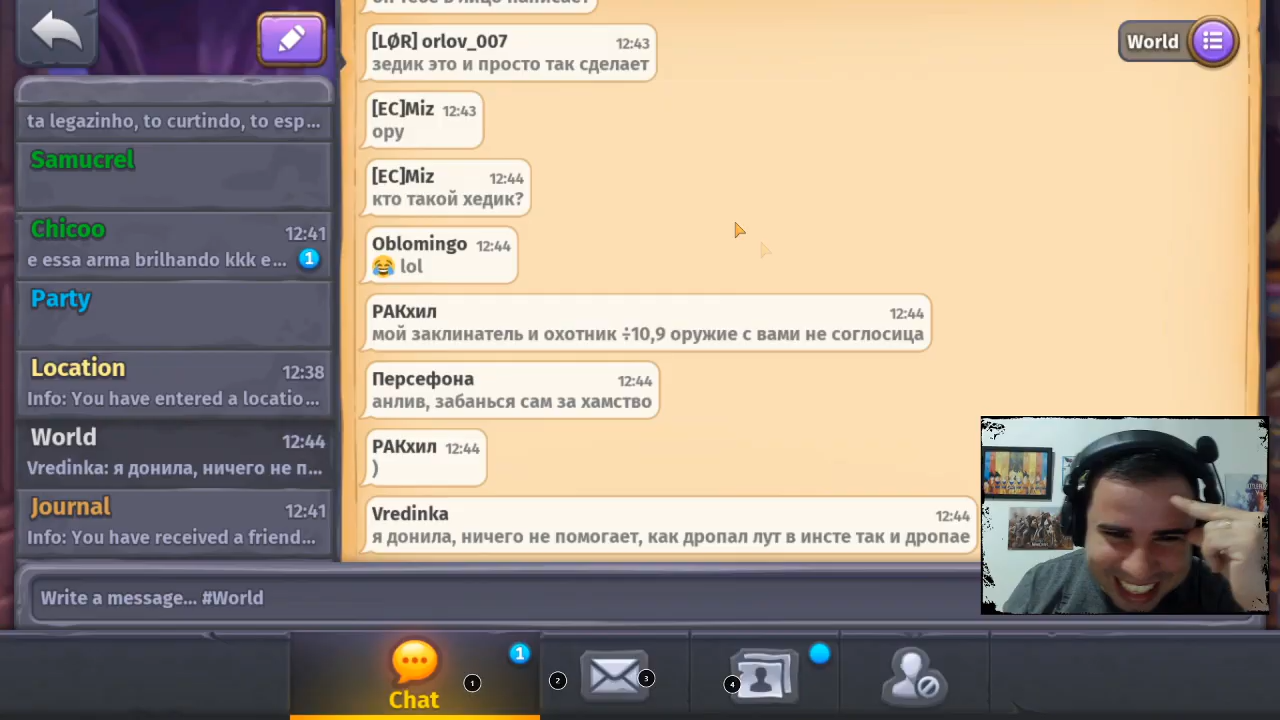 World
[LØR] orlov_007 12:43
зедик это и просто так сделает
[EC]Miz 12:43
ору
[EC]Miz 12:44
кто такой хедик?
Oblomingo 12:44
😂 lol
РАКхил 12:44
мой заклинатель и охотник ÷10,9 оружие с вами не соглосица
Персефона 12:44
анлив, забанься сам за хамство
РАКхил 12:44
)
Vredinka 12:44
я донила, ничего не помогает, как дропал лут в инсте так и дропае
ta legazinho, to curtindo, to esp...
Samucrel
Chicoo 12:41
e essa arma brilhando kkk e... 1
Party
Location 12:38
Info: You have entered a locatio...
World 12:44
Vredinka: я донила, ничего не п...
Journal 12:41
Info: You have received a friend...
Write a message... #World
Chat 1
1 2 3 4